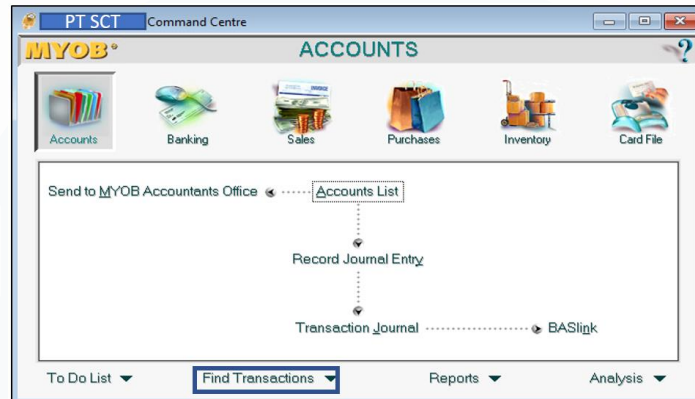 PT SCT Command Centre
MYOB® ACCOUNTS ?
Accounts Banking Sales Purchases Inventory Card File
Send to MYOB Accountants Office Accounts List
Record Journal Entry
Transaction Journal BASlink
To Do List Find Transactions Reports Analysis